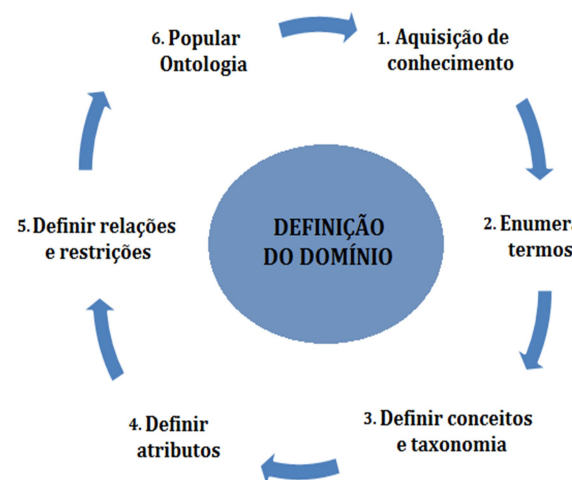 6. Popular
Ontologia
1. Aquisição de
conhecimento
2. Enumera
termos
3. Definir conceitos
e taxonomia
4. Definir
atributos
5. Definir relações
e restrições
DEFINIÇÃO
DO DOMÍNIO